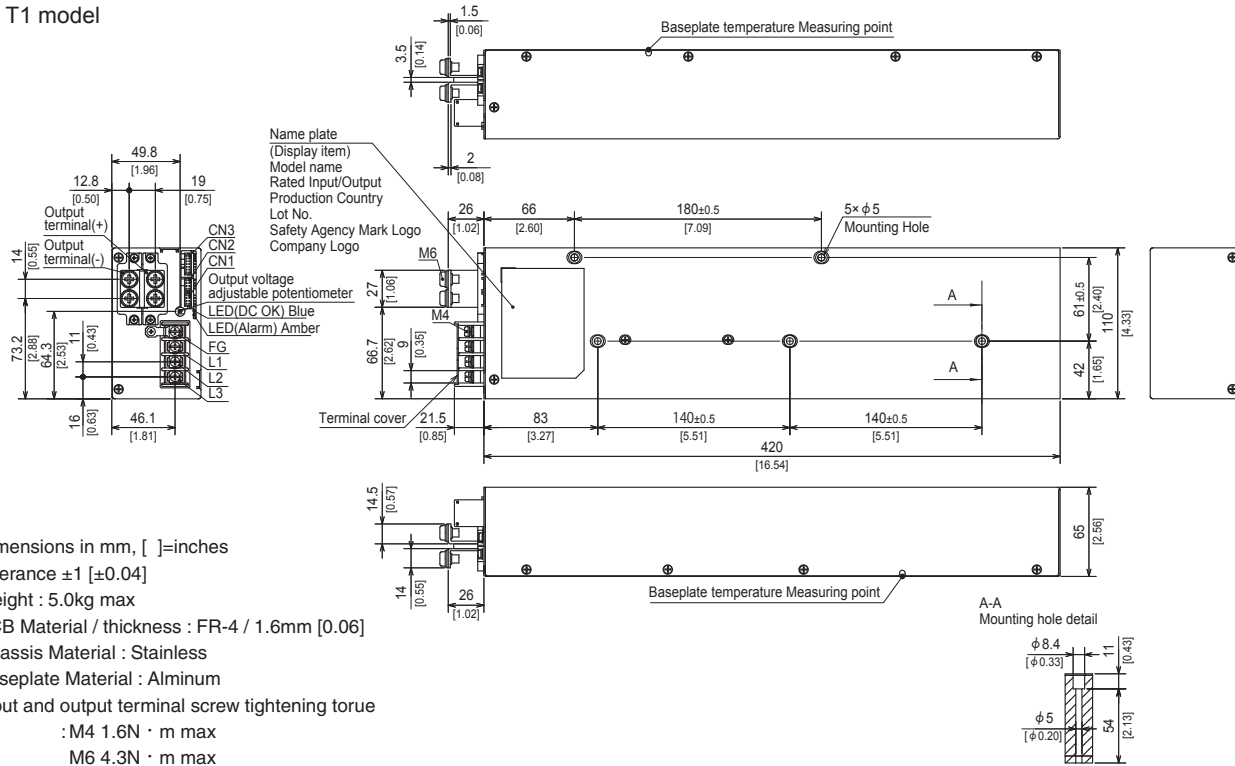 T1 model
1.5
[0.06]
Baseplate temperature Measuring point
3.5
[0.14]
2
[0.08]
Name plate
(Display item)
Model name
Rated Input/Output
Production Country
Lot No.
Safety Agency Mark Logo
Company Logo
49.8
[1.96]
12.8
[0.50]
19
[0.75]
Output
terminal(+)
Output
terminal(-)
CN3
CN2
CN1
Output voltage
adjustable potentiometer
LED(DC OK) Blue
LED(Alarm) Amber
FG
L1
L2
L3
14
[0.55]
73.2
[2.88]
64.3
[2.53]
11
[0.43]
16
[0.63]
46.1
[1.81]
26
[1.02]
66
[2.60]
180±0.5
[7.09]
5×φ5
Mounting Hole
M6
27
[1.06]
M4
66.7
[2.62]
9
[0.35]
Terminal cover
21.5
[0.85]
83
[3.27]
140±0.5
[5.51]
140±0.5
[5.51]
420
[16.54]
A
A
61±0.5
[2.40]
110
[4.33]
42
[1.65]
14.5
[0.57]
14
[0.55]
26
[1.02]
65
[2.56]
Baseplate temperature Measuring point
A-A
Mounting hole detail
φ8.4
[φ0.33]
11
[0.43]
φ5
[φ0.20]
54
[2.13]
mensions in mm, [ ]=inches
erance ±1 [±0.04]
eight : 5.0kg max
CB Material / thickness : FR-4 / 1.6mm [0.06]
assis Material : Stainless
seplate Material : Alminum
out and output terminal screw tightening torue
: M4 1.6N・m max
M6 4.3N・m max